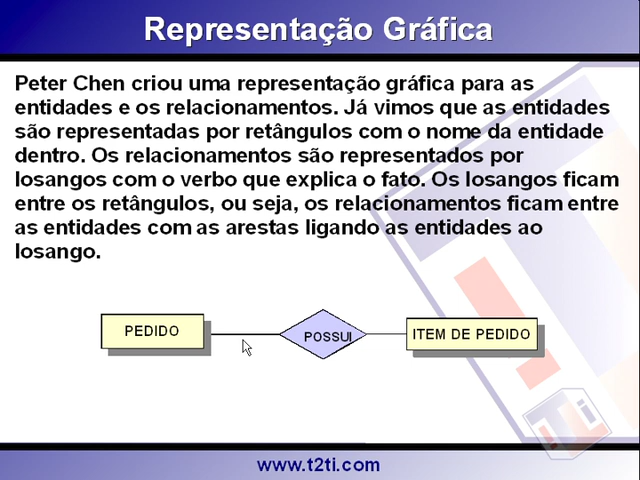 Representação Gráfica
Peter Chen criou uma representação gráfica para as
entidades e os relacionamentos. Já vimos que as entidades
são representadas por retângulos com o nome da entidade
dentro. Os relacionamentos são representados por
losangos com o verbo que explica o fato. Os losangos ficam
entre os retângulos, ou seja, os relacionamentos ficam entre
as entidades com as arestas ligando as entidades ao
losango.
PEDIDO
POSSUI
ITEM DE PEDIDO
www.t2ti.com